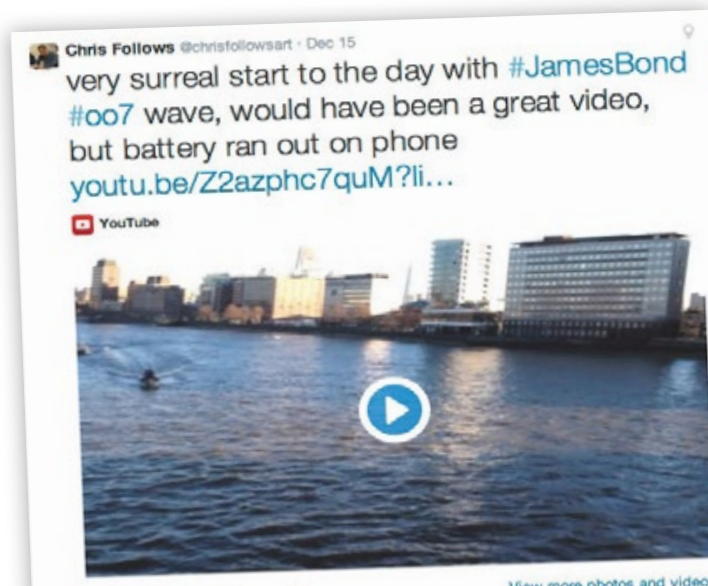 Chris Follows @chrisfollowsart · Dec 15
very surreal start to the day with #JamesBond
#oo7 wave, would have been a great video,
but battery ran out on phone
youtu.be/Z2azphc7quM?li…
YouTube
View more photos and video